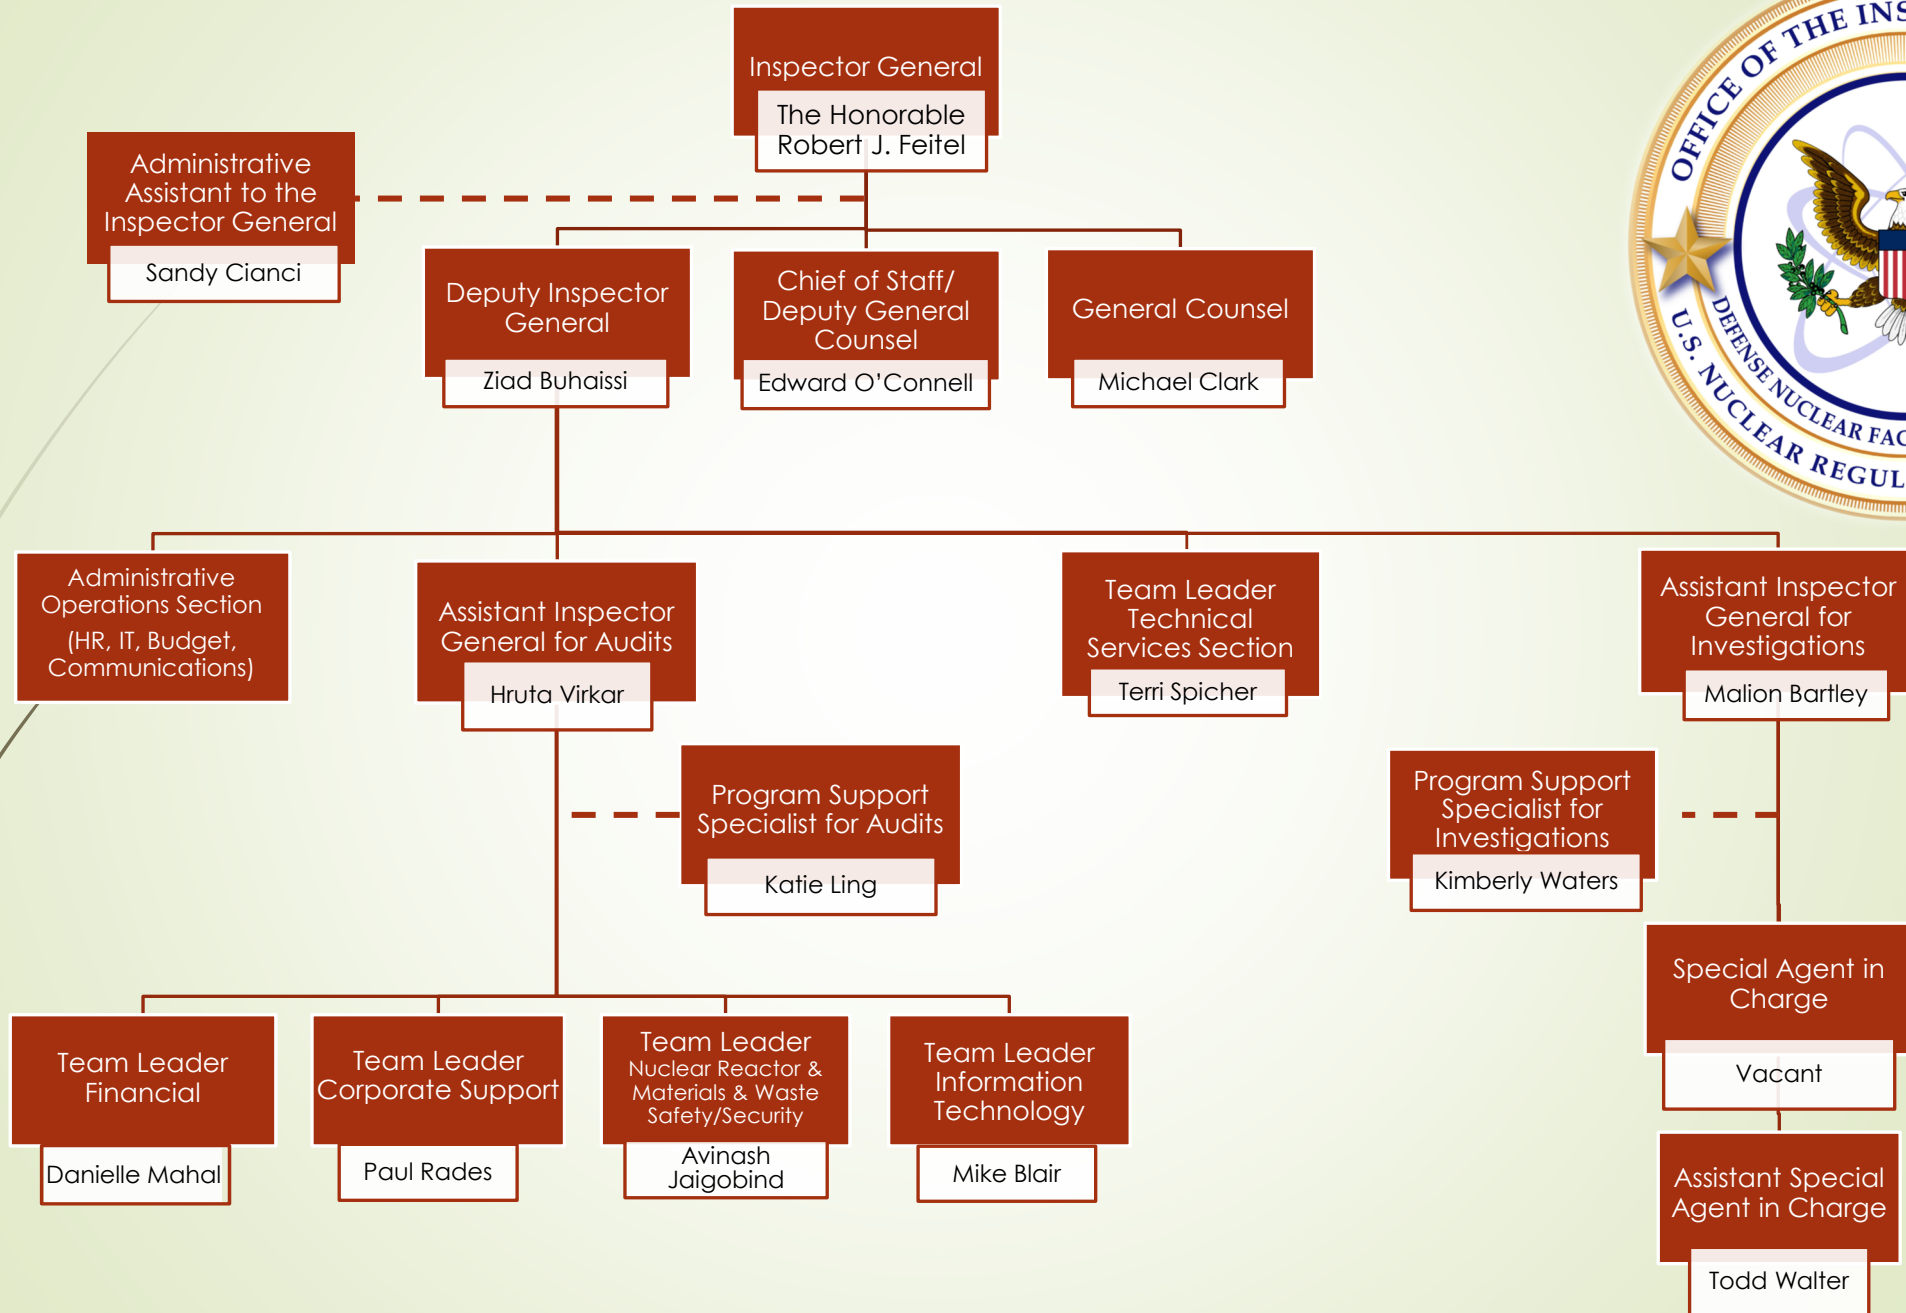 Inspector General
The Honorable
Robert J. Feitel
Administrative
Assistant to the
Inspector General
Sandy Cianci
Deputy Inspector
General
Ziad Buhaissi
Chief of Staff/
Deputy General
Counsel
Edward O’Connell
General Counsel
Michael Clark
OFFICE OF THE
U.S. NUCLEAR
DEFENSE NUCLEAR
Administrative
Operations Section
(HR, IT, Budget,
Communications)
Assistant Inspector
General for Audits
Hruta Virkar
Team Leader
Technical
Services Section
Terri Spicher
Assistant Inspector
General for
Investigations
Malion Bartley
Program Support
Specialist for Audits
Katie Ling
Program Support
Specialist for
Investigations
Kimberly Waters
Special Agent in
Charge
Vacant
Team Leader
Financial
Danielle Mahal
Team Leader
Corporate Support
Paul Rades
Team Leader
Nuclear Reactor &
Materials & Waste
Safety/Security
Avinash
Jaigobind
Team Leader
Information
Technology
Mike Blair
Assistant Special
Agent in Charge
Todd Walter